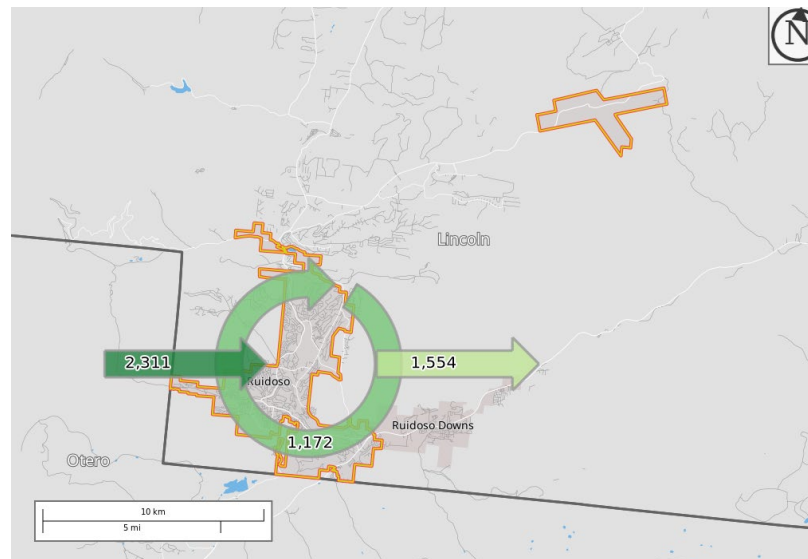 N
Lincoln
2,311
1,554
Ruidoso
Ruidoso Downs
1,172
Otero
10 km
5 mi